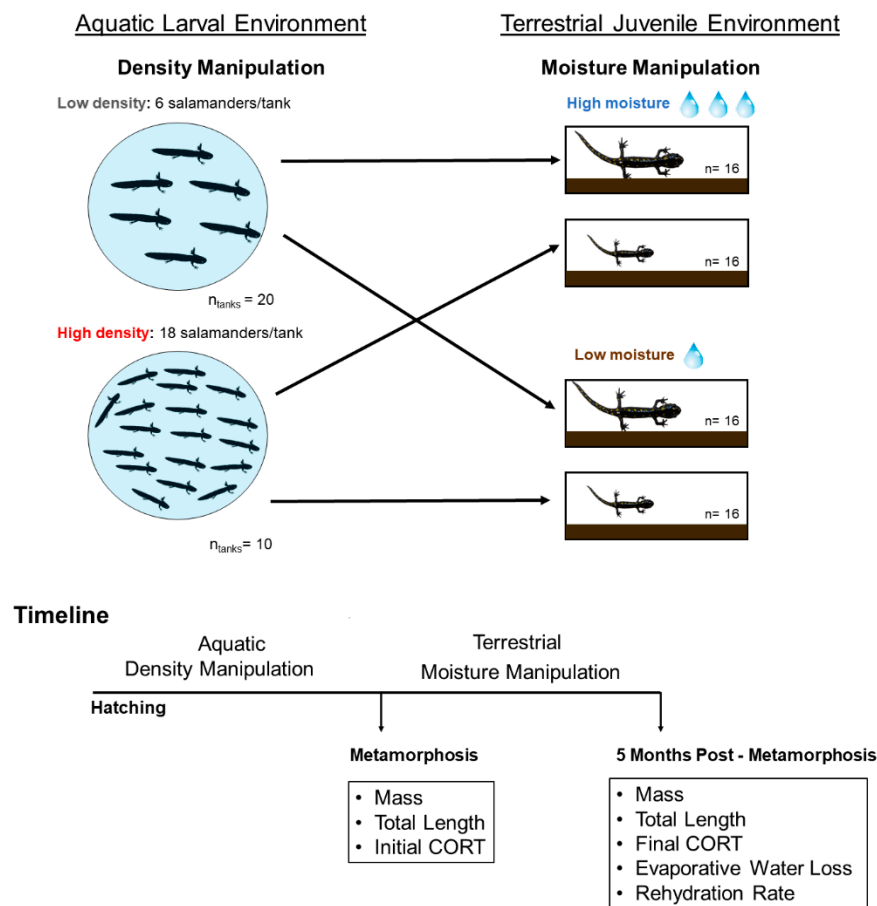 Aquatic Larval Environment
Terrestrial Juvenile Environment
Density Manipulation
Moisture Manipulation
Low density: 6 salamanders/tank
High moisture
n= 16
n= 16
n_tanks = 20
High density: 18 salamanders/tank
Low moisture
n= 16
n= 16
n_tanks = 10
Timeline
Aquatic
Density Manipulation
Terrestrial
Moisture Manipulation
Hatching
Metamorphosis
• Mass
• Total Length
• Initial CORT
5 Months Post - Metamorphosis
• Mass
• Total Length
• Final CORT
• Evaporative Water Loss
• Rehydration Rate